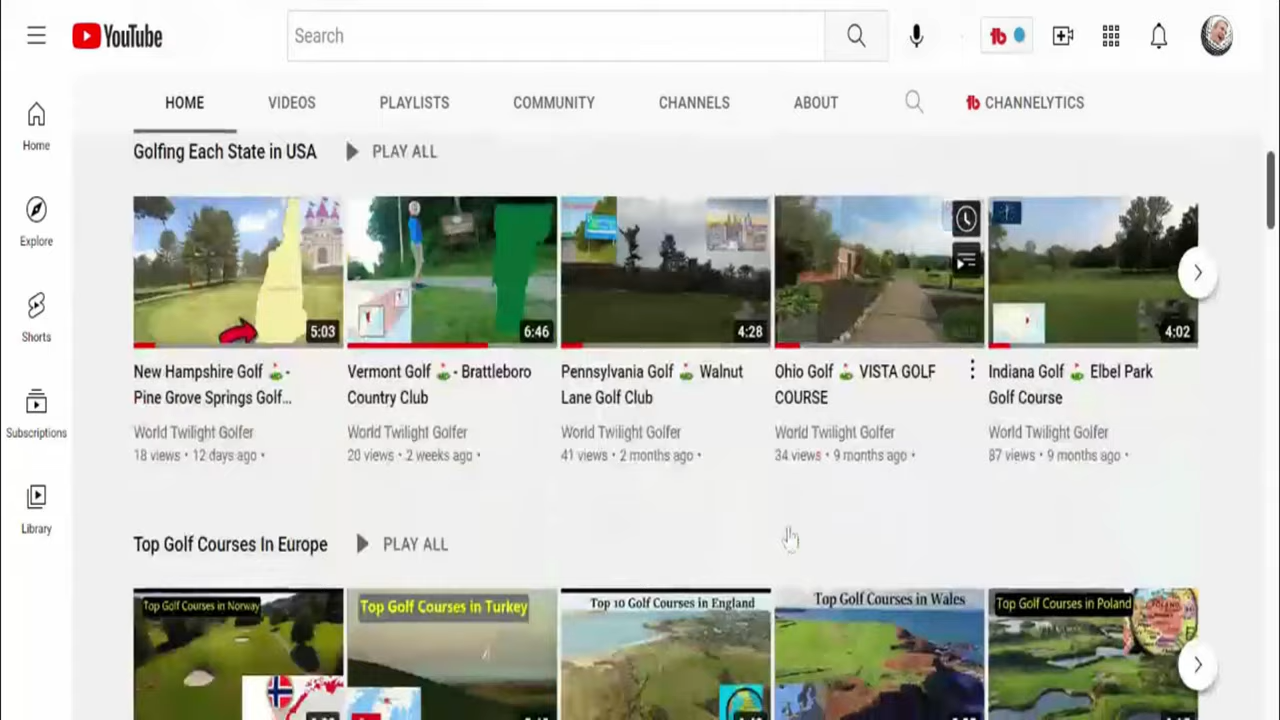 YouTube
Search
tb
HOME
VIDEOS
PLAYLISTS
COMMUNITY
CHANNELS
ABOUT
tb CHANNELYTICS
Home
Explore
Shorts
Subscriptions
Library
Golfing Each State in USA
PLAY ALL
5:03
6:46
4:28
4:02
New Hampshire Golf ⛳ -
Pine Grove Springs Golf...
World Twilight Golfer
18 views • 12 days ago •
Vermont Golf ⛳ - Brattleboro
Country Club
World Twilight Golfer
20 views • 2 weeks ago •
Pennsylvania Golf ⛳ Walnut
Lane Golf Club
World Twilight Golfer
41 views • 2 months ago •
Ohio Golf ⛳ VISTA GOLF
COURSE
World Twilight Golfer
34 views • 9 months ago •
Indiana Golf ⛳ Elbel Park
Golf Course
World Twilight Golfer
87 views • 9 months ago •
Top Golf Courses In Europe
PLAY ALL
Top Golf Courses in Norway
Top Golf Courses in Turkey
Top 10 Golf Courses in England
Top Golf Courses in Wales
Top Golf Courses in Poland